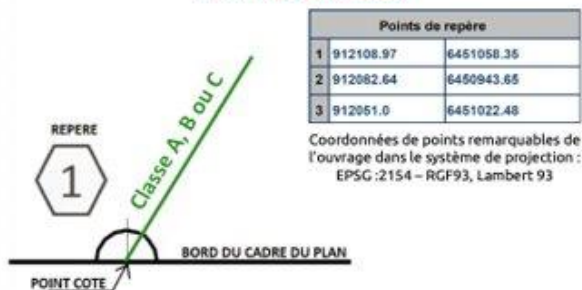 Points de repère
1 912108.97 6451058.35
2 912082.64 6450943.65
3 912051.0 6451022.48
Coordonnées de points remarquables de
l'ouvrage dans le système de projection :
EPSG :2154 – RGF93, Lambert 93
REPERE
1
Classe A, B ou C
BORD DU CADRE DU PLAN
POINT COTE